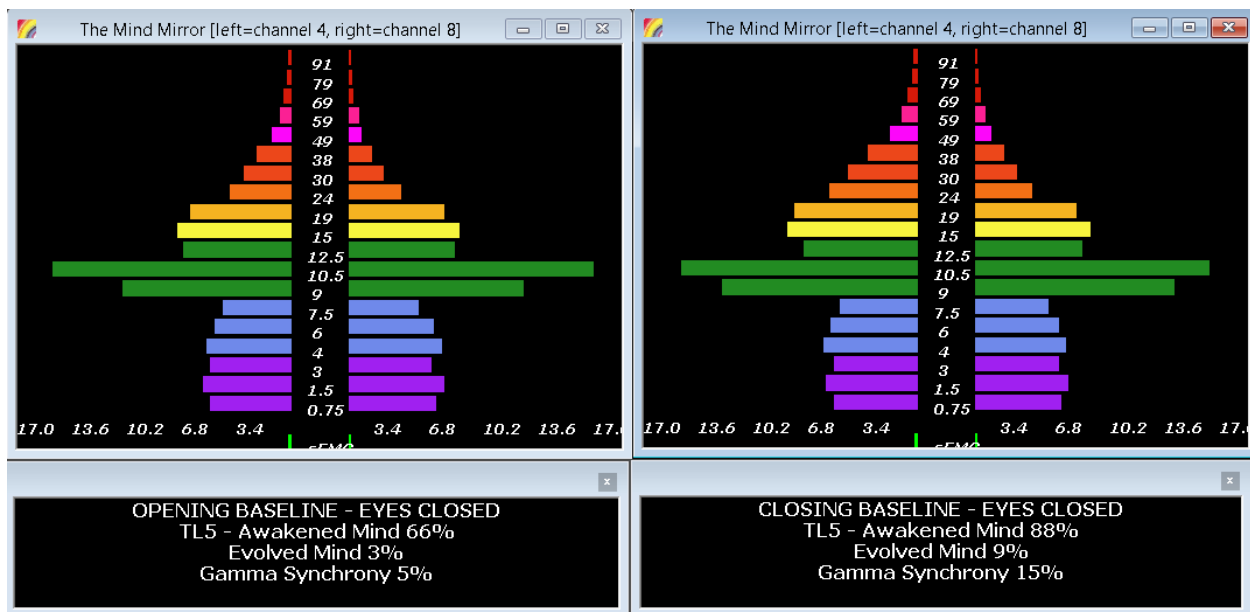 The Mind Mirror [left=channel 4, right=channel 8]
91
79
69
59
49
38
30
24
19
15
12.5
10.5
9
7.5
6
4
3
1.5
0.75
17.0 13.6 10.2 6.8 3.4 3.4 6.8 10.2 13.6 17.
sEMG
OPENING BASELINE - EYES CLOSED
TL5 - Awakened Mind 66%
Evolved Mind 3%
Gamma Synchrony 5%
The Mind Mirror [left=channel 4, right=channel 8]
91
79
69
59
49
38
30
24
19
15
12.5
10.5
9
7.5
6
4
3
1.5
0.75
17.0 13.6 10.2 6.8 3.4 3.4 6.8 10.2 13.6 17.
CLOSING BASELINE - EYES CLOSED
TL5 - Awakened Mind 88%
Evolved Mind 9%
Gamma Synchrony 15%